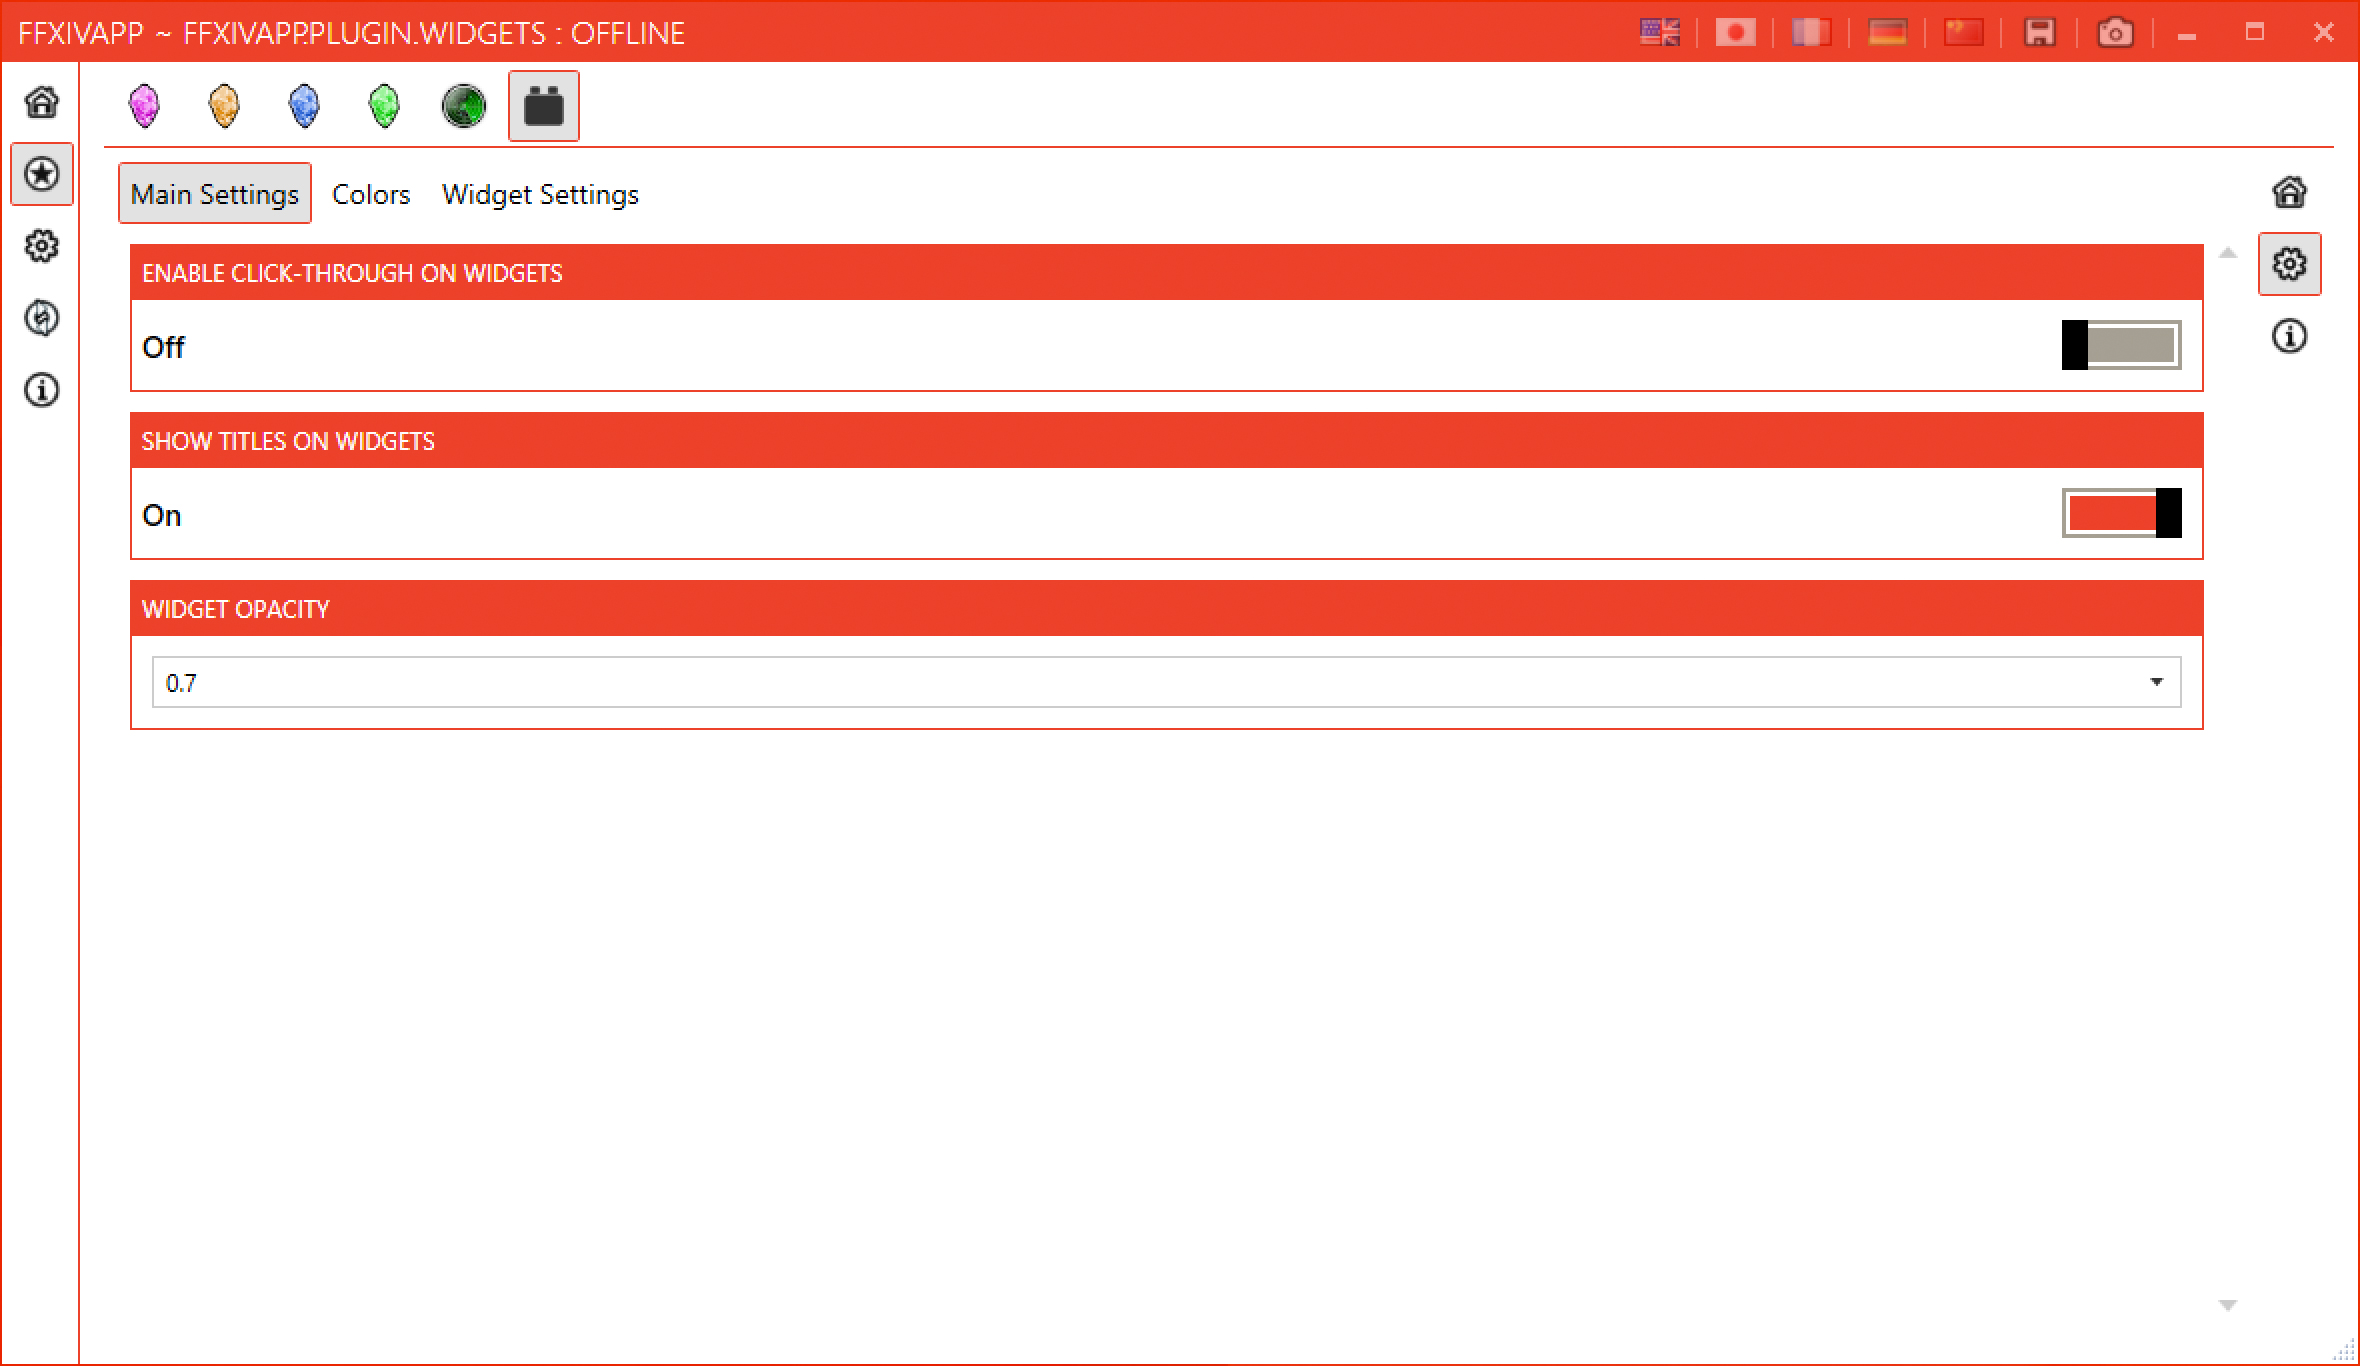 FFXIVAPP ~ FFXIVAPP.PLUGIN.WIDGETS : OFFLINE
Main Settings Colors Widget Settings
ENABLE CLICK-THROUGH ON WIDGETS
Off
SHOW TITLES ON WIDGETS
On
WIDGET OPACITY
0.7